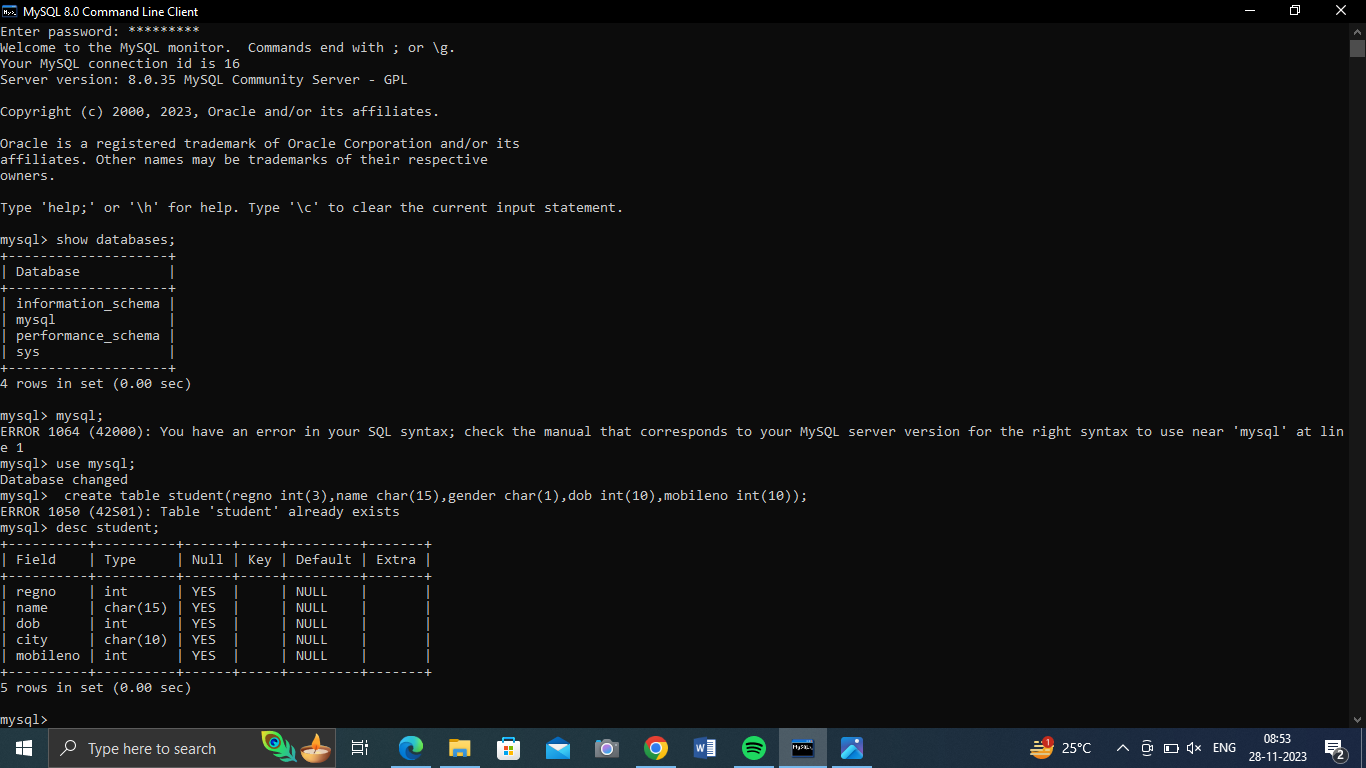 MySQL 8.0 Command Line Client
Enter password: *********
Welcome to the MySQL monitor.  Commands end with ; or \g.
Your MySQL connection id is 16
Server version: 8.0.35 MySQL Community Server - GPL
Copyright (c) 2000, 2023, Oracle and/or its affiliates.
Oracle is a registered trademark of Oracle Corporation and/or its
affiliates. Other names may be trademarks of their respective
owners.
Type 'help;' or '\h' for help. Type '\c' to clear the current input statement.
mysql> show databases;
+--------------------+
| Database           |
+--------------------+
| information_schema |
| mysql              |
| performance_schema |
| sys                |
+--------------------+
4 rows in set (0.00 sec)
mysql> mysql;
ERROR 1064 (42000): You have an error in your SQL syntax; check the manual that corresponds to your MySQL server version for the right syntax to use near 'mysql' at lin
e 1
mysql> use mysql;
Database changed
mysql>  create table student(regno int(3),name char(15),gender char(1),dob int(10),mobileno int(10));
ERROR 1050 (42S01): Table 'student' already exists
mysql> desc student;
+----------+----------+------+-----+---------+-------+
| Field    | Type     | Null | Key | Default | Extra |
+----------+----------+------+-----+---------+-------+
| regno    | int      | YES  |     | NULL    |       |
| name     | char(15) | YES  |     | NULL    |       |
| dob      | int      | YES  |     | NULL    |       |
| city     | char(10) | YES  |     | NULL    |       |
| mobileno | int      | YES  |     | NULL    |       |
+----------+----------+------+-----+---------+-------+
5 rows in set (0.00 sec)
mysql>
Type here to search
1
25°C
ENG
08:53
28-11-2023
2